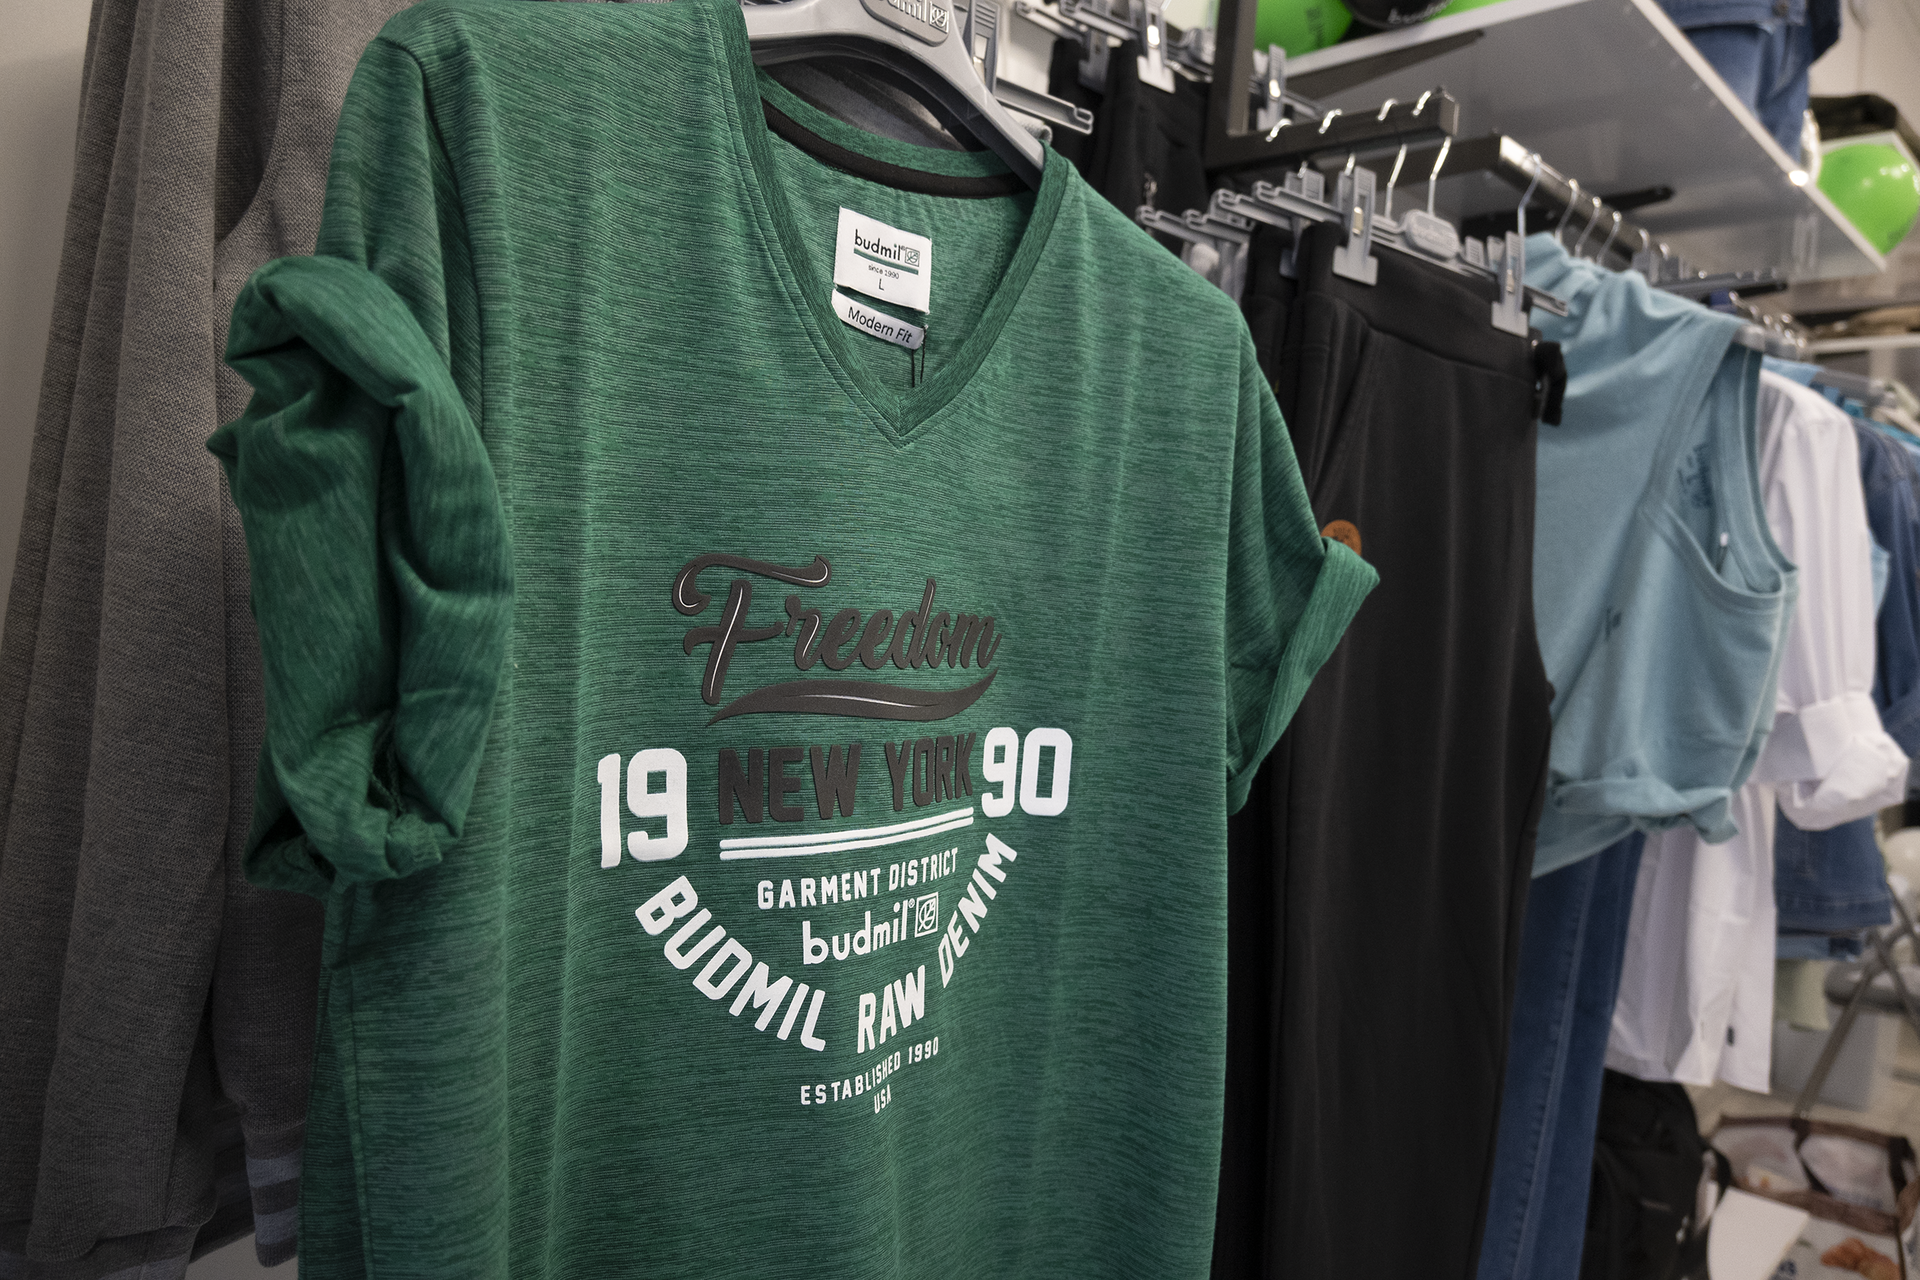 budmil
budmil®
since 1990
L
Modern Fit
Freedom
19 NEW YORK 90
GARMENT DISTRICT
budmil®
BUDMIL RAW DENIM
ESTABLISHED 1990
USA